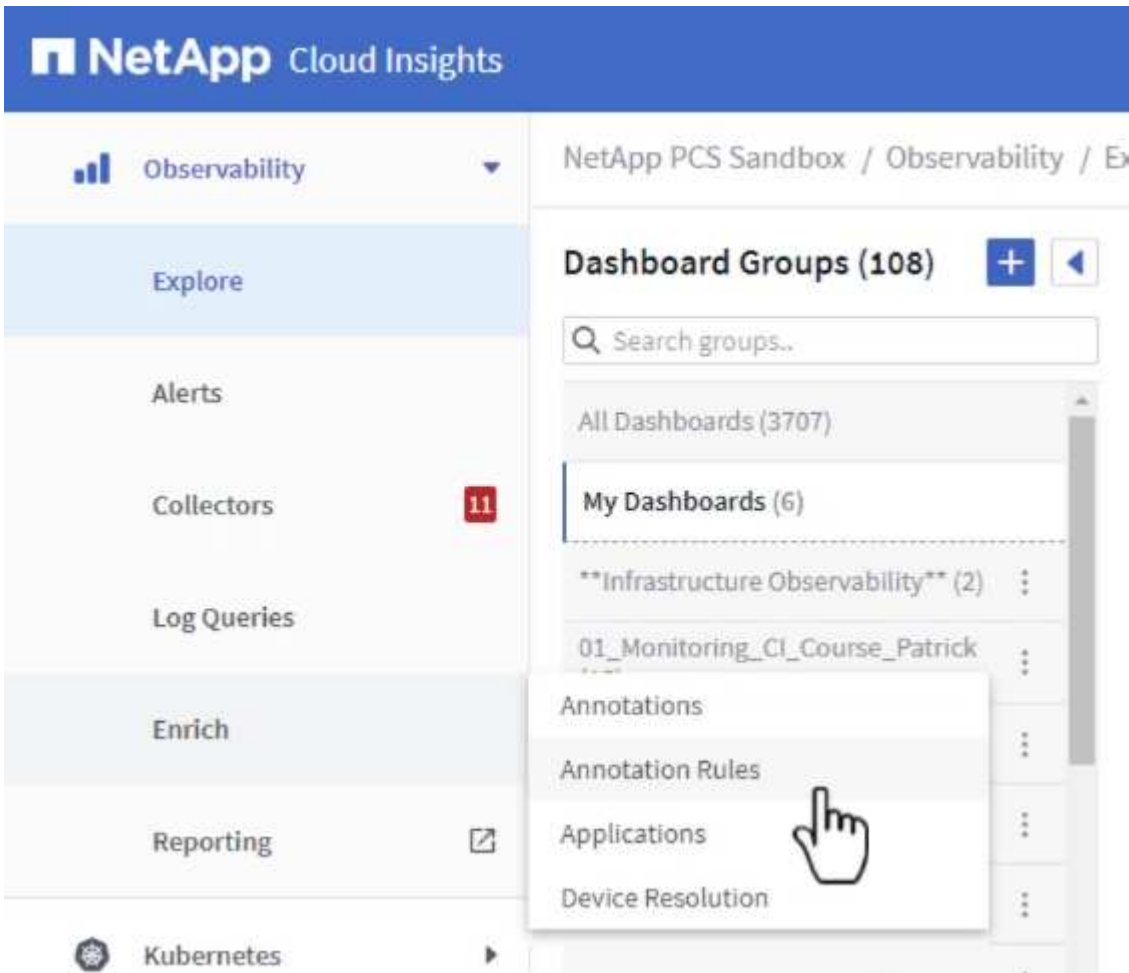 NetApp Cloud Insights
Observability
NetApp PCS Sandbox / Observability / Ex
Explore
Dashboard Groups (108)
Search groups..
Alerts
All Dashboards (3707)
Collectors
11
My Dashboards (6)
**Infrastructure Observability** (2)
Log Queries
01_Monitoring_CI_Course_Patrick
Enrich
Annotations
Annotation Rules
Applications
Device Resolution
Reporting
Kubernetes